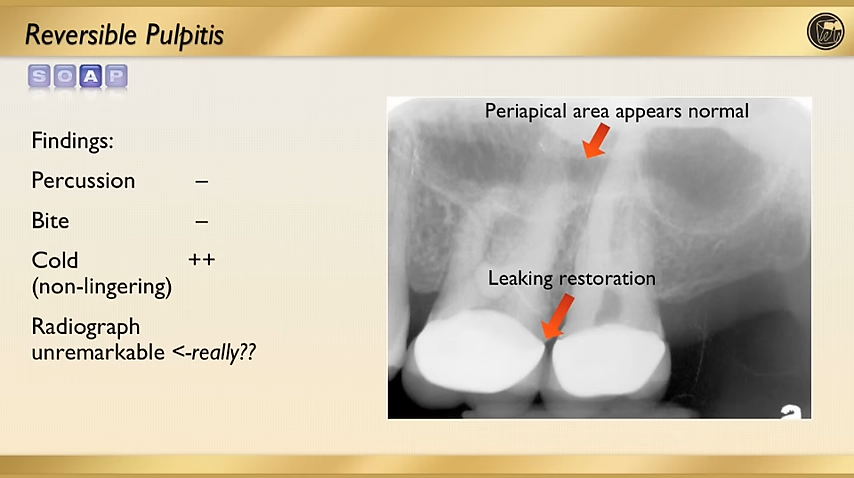 Reversible Pulpitis
S O A P
Findings:
Percussion –
Bite –
Cold ++
(non-lingering)
Radiograph
unremarkable <-really??
Periapical area appears normal
Leaking restoration
a